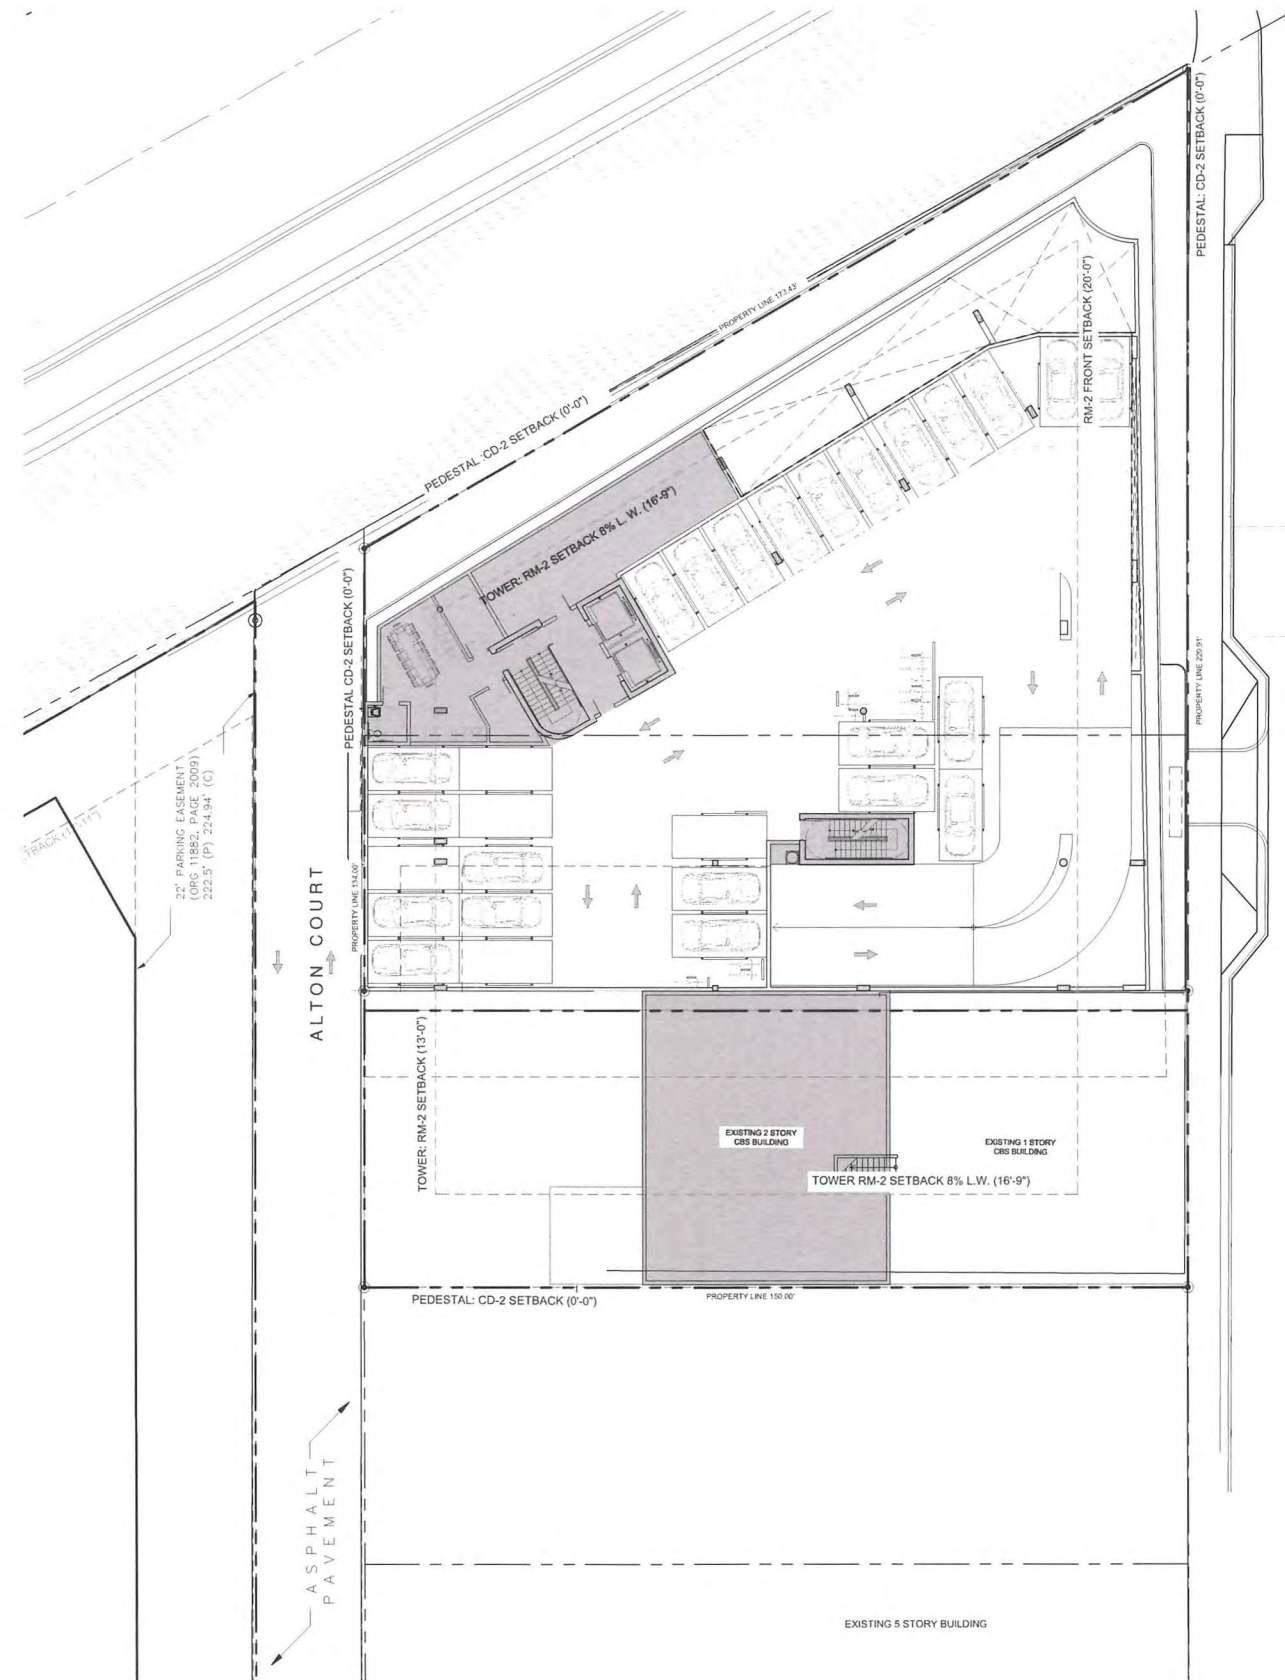 PEDESTAL: CD-2 SETBACK (0'-0")
RM-2 FRONT SETBACK (20'-0")
PROPERTY LINE 173.43'
PEDESTAL :CD-2 SETBACK (0'-0")
TOWER: RM-2 SETBACK 8% L. W. (16'-9")
PEDESTAL CD-2 SETBACK (0'-0")
PROPERTY LINE 220.91'
22' PARKING EASEMENT
(ORG 11882, PAGE 2009)
222.5' (P) 224.94' (C)
PROPERTY LINE 134.00'
ALTON COURT
TOWER: RM-2 SETBACK (13'-0")
EXISTING 2 STORY
CBS BUILDING
EXISTING 1 STORY
CBS BUILDING
TOWER RM-2 SETBACK 8% L.W. (16'-9")
PEDESTAL: CD-2 SETBACK (0'-0")
PROPERTY LINE 150.00'
ASPHALT
PAVEMENT
EXISTING 5 STORY BUILDING